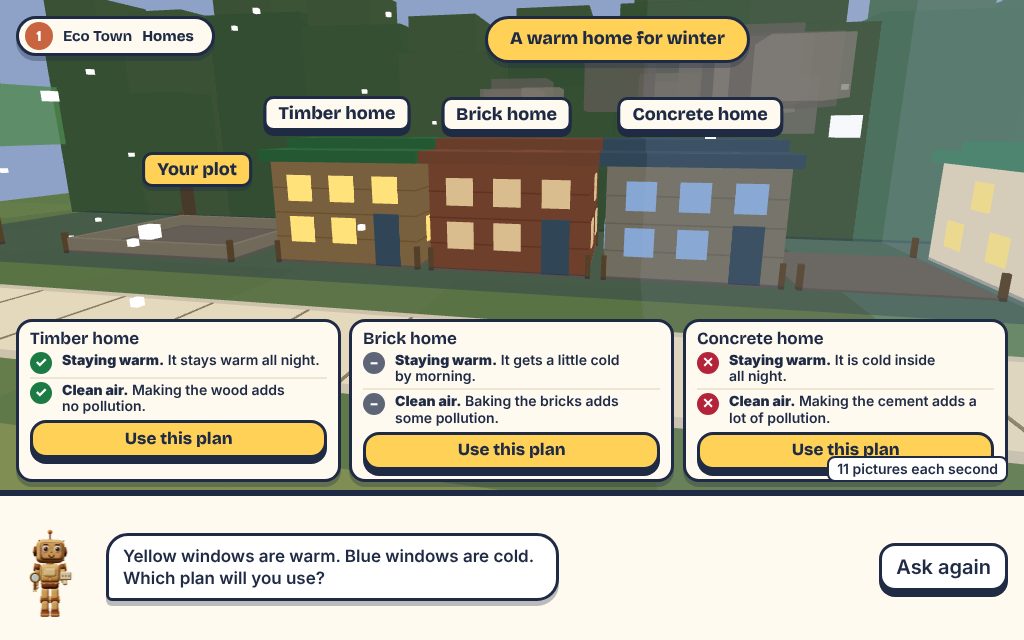 1 Eco Town Homes
A warm home for winter
Timber home
Brick home
Concrete home
Your plot
Timber home
Staying warm. It stays warm all night.
Clean air. Making the wood adds
no pollution.
Use this plan
Brick home
Staying warm. It gets a little cold
by morning.
Clean air. Baking the bricks adds
some pollution.
Use this plan
Concrete home
Staying warm. It is cold inside
all night.
Clean air. Making the cement adds a
lot of pollution.
Use this plan
11 pictures each second
Yellow windows are warm. Blue windows are cold.
Which plan will you use?
Ask again